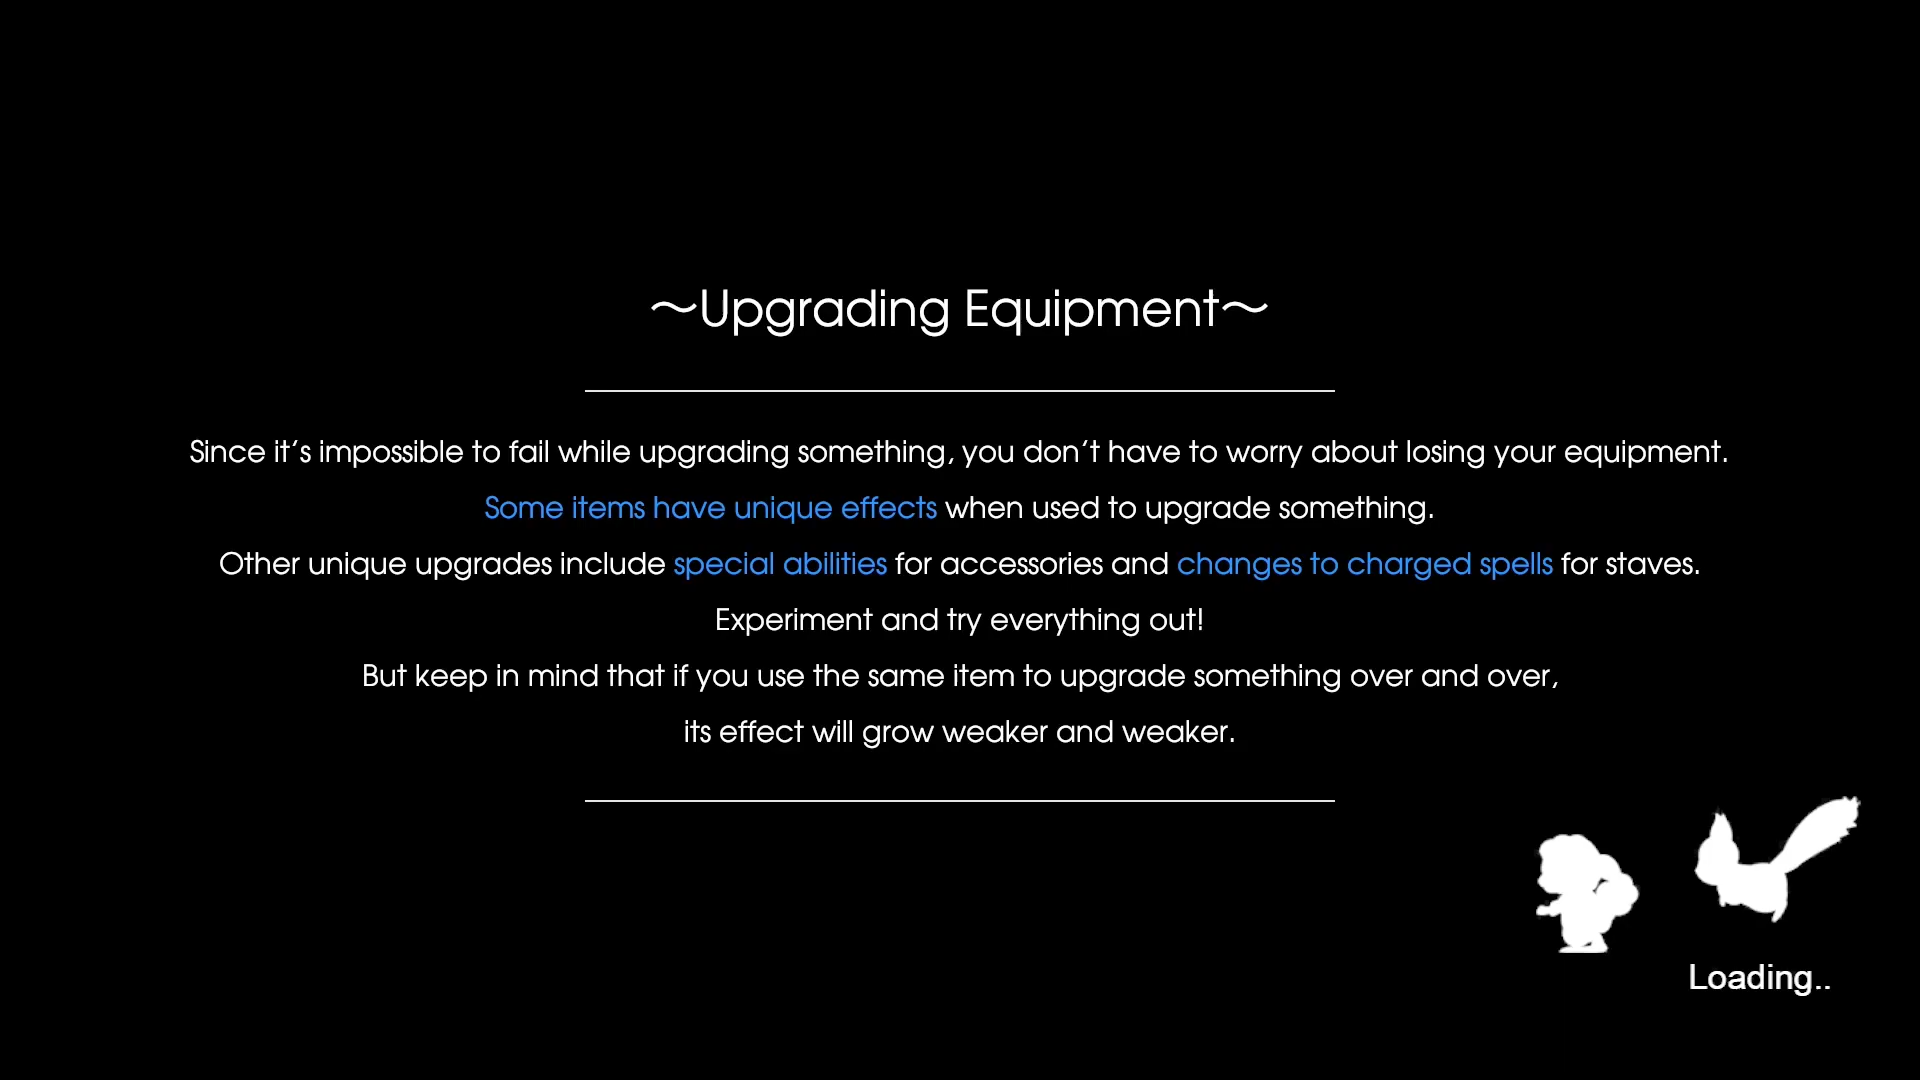 ～Upgrading Equipment～
Since it's impossible to fail while upgrading something, you don't have to worry about losing your equipment.
Some items have unique effects when used to upgrade something.
Other unique upgrades include special abilities for accessories and changes to charged spells for staves.
Experiment and try everything out!
But keep in mind that if you use the same item to upgrade something over and over,
its effect will grow weaker and weaker.
Loading..